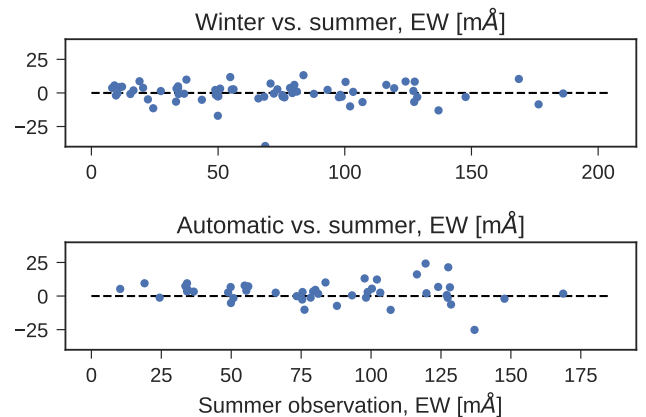 Winter vs. summer, EW [mÅ]
25
0
−25
0 50 100 150 200
Automatic vs. summer, EW [mÅ]
25
0
−25
0 25 50 75 100 125 150 175
Summer observation, EW [mÅ]